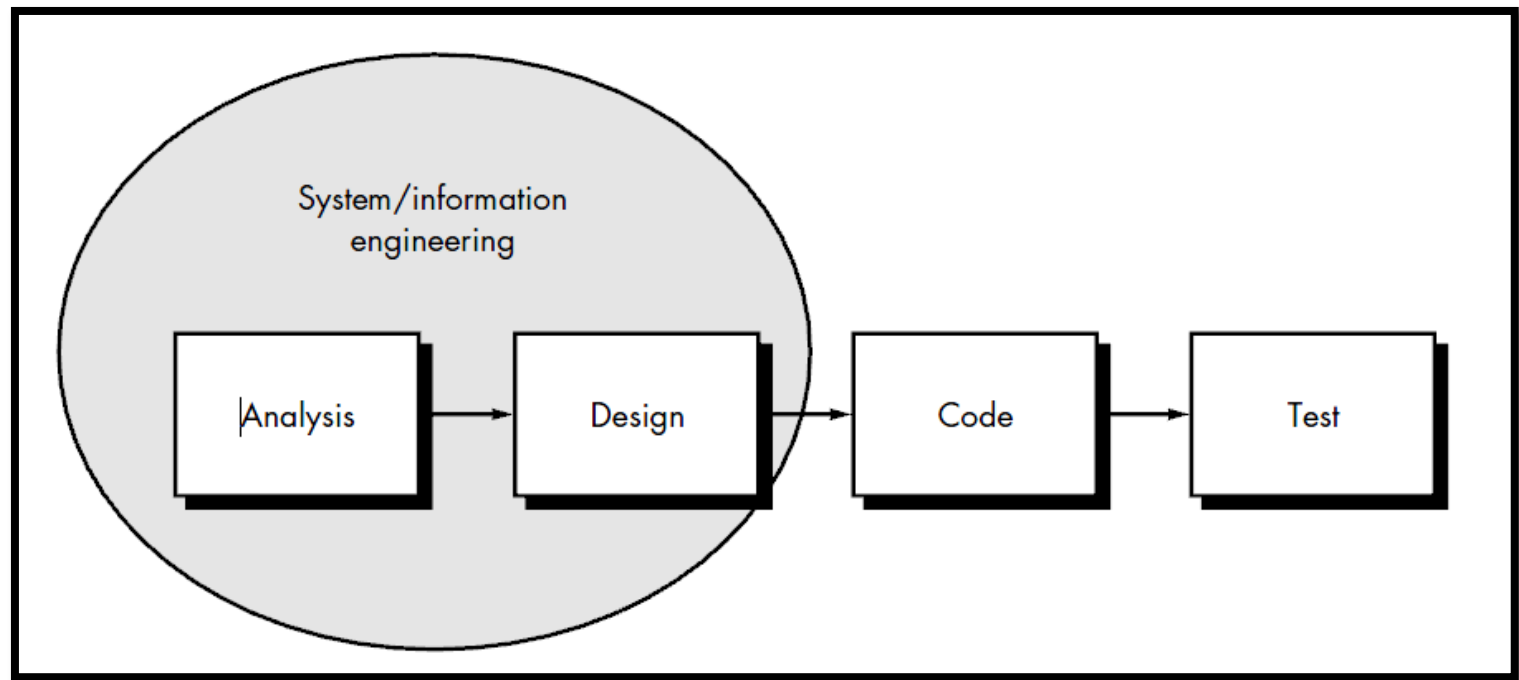 System/information
engineering
Analysis
Design
Code
Test